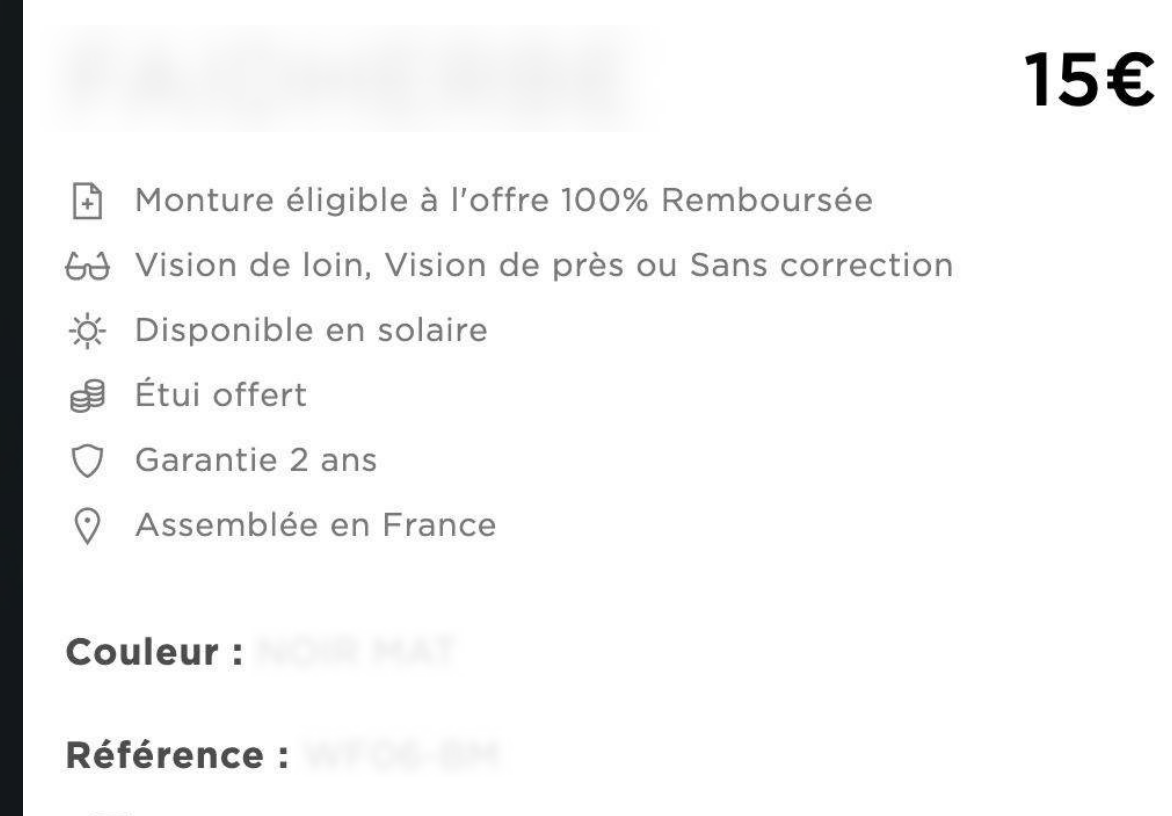 15€
Monture éligible à l'offre 100% Remboursée
Vision de loin, Vision de près ou Sans correction
Disponible en solaire
Étui offert
Garantie 2 ans
Assemblée en France
Couleur :
Référence :